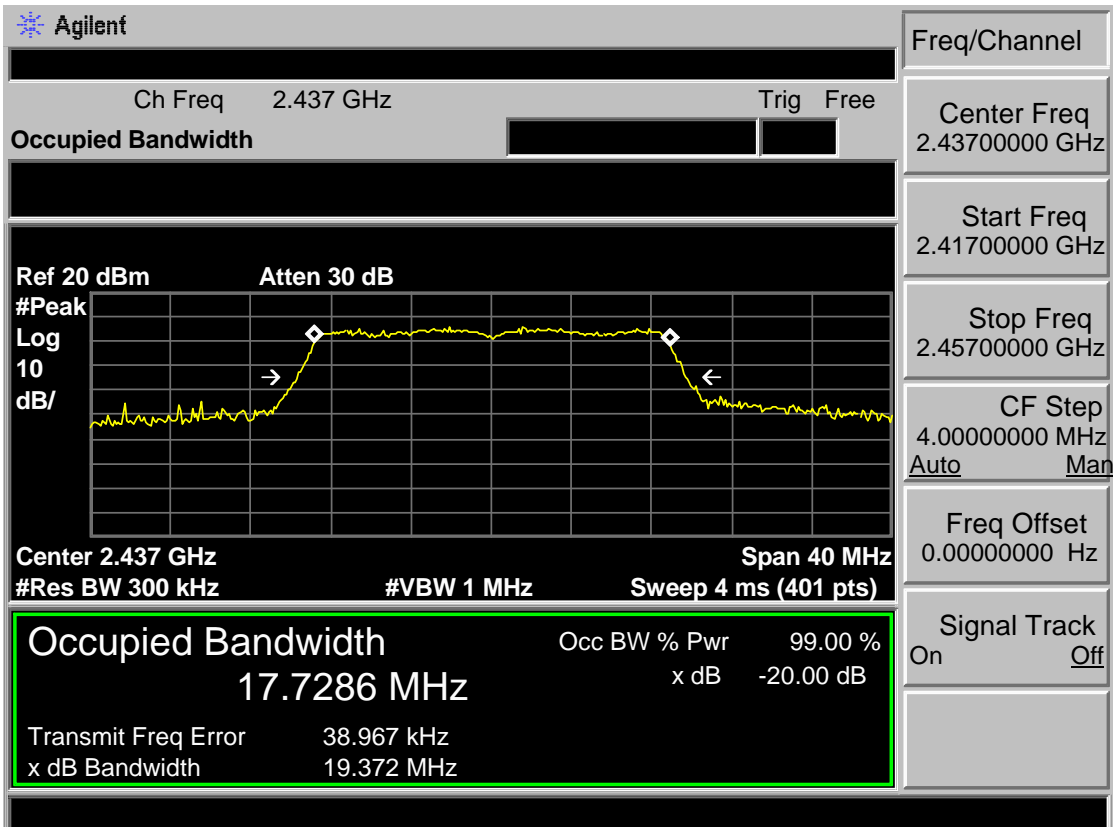 Agilent
Freq/Channel
Ch Freq 2.437 GHz Trig Free
Occupied Bandwidth
Center Freq
2.43700000 GHz
Start Freq
2.41700000 GHz
Stop Freq
2.45700000 GHz
CF Step
4.00000000 MHz
Auto Man
Freq Offset
0.00000000 Hz
Signal Track
On Off
Ref 20 dBm Atten 30 dB
#Peak
Log
10
dB/
Center 2.437 GHz Span 40 MHz
#Res BW 300 kHz #VBW 1 MHz Sweep 4 ms (401 pts)
Occupied Bandwidth Occ BW % Pwr 99.00 %
17.7286 MHz x dB -20.00 dB
Transmit Freq Error 38.967 kHz
x dB Bandwidth 19.372 MHz